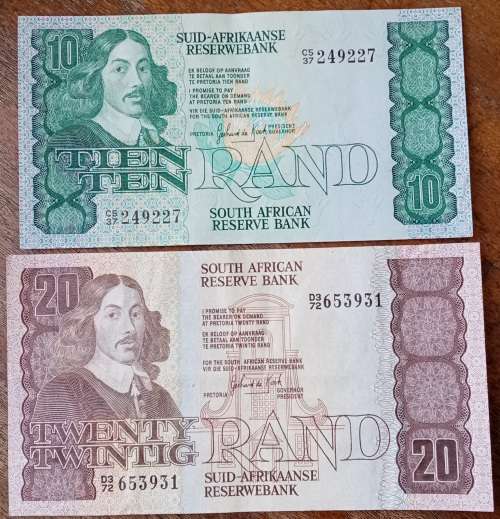 10
SUID-AFRIKAANSE
RESERWEBANK
C5/37 249227
EK BELOOF OP AANVRAAG
TE BETAAL AAN TOONDER
TE PRETORIA TIEN RAND
I PROMISE TO PAY
THE BEARER ON DEMAND
AT PRETORIA TEN RAND
VIR DIE SUID-AFRIKAANSE RESERWEBANK
FOR THE SOUTH AFRICAN RESERVE BANK
PRETORIA
PRESIDENT
TIEN
TEN
RAND
10
C5/37 249227
SOUTH AFRICAN
RESERVE BANK
20
SOUTH AFRICAN
RESERVE BANK
D3/72 653931
I PROMISE TO PAY
THE BEARER ON DEMAND
AT PRETORIA TWENTY RAND
EK BELOOF OP AANVRAAG
TE BETAAL AAN TOONDER
TE PRETORIA TWINTIG RAND
FOR THE SOUTH AFRICAN RESERVE BANK
VIR DIE SUID-AFRIKAANSE RESERWEBANK
PRETORIA
GOVERNOR
PRESIDENT
TWENTY
TWINTIG
RAND
20
D3/72 653931
SUID-AFRIKAANSE
RESERWEBANK